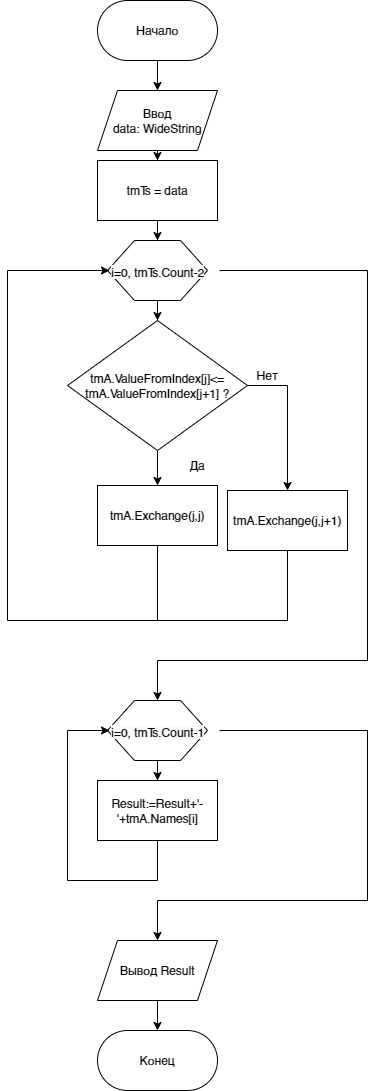 Начало
Ввод
data: WideString
tmTs = data
i=0, tmTs.Count-2
tmA.ValueFromIndex[j]<=
tmA.ValueFromIndex[j+1] ?
Нет
Да
tmA.Exchange(j,j)
tmA.Exchange(j,j+1)
i=0, tmTs.Count-1
Result:=Result+'-
'+tmA.Names[i]
Вывод Result
Конец